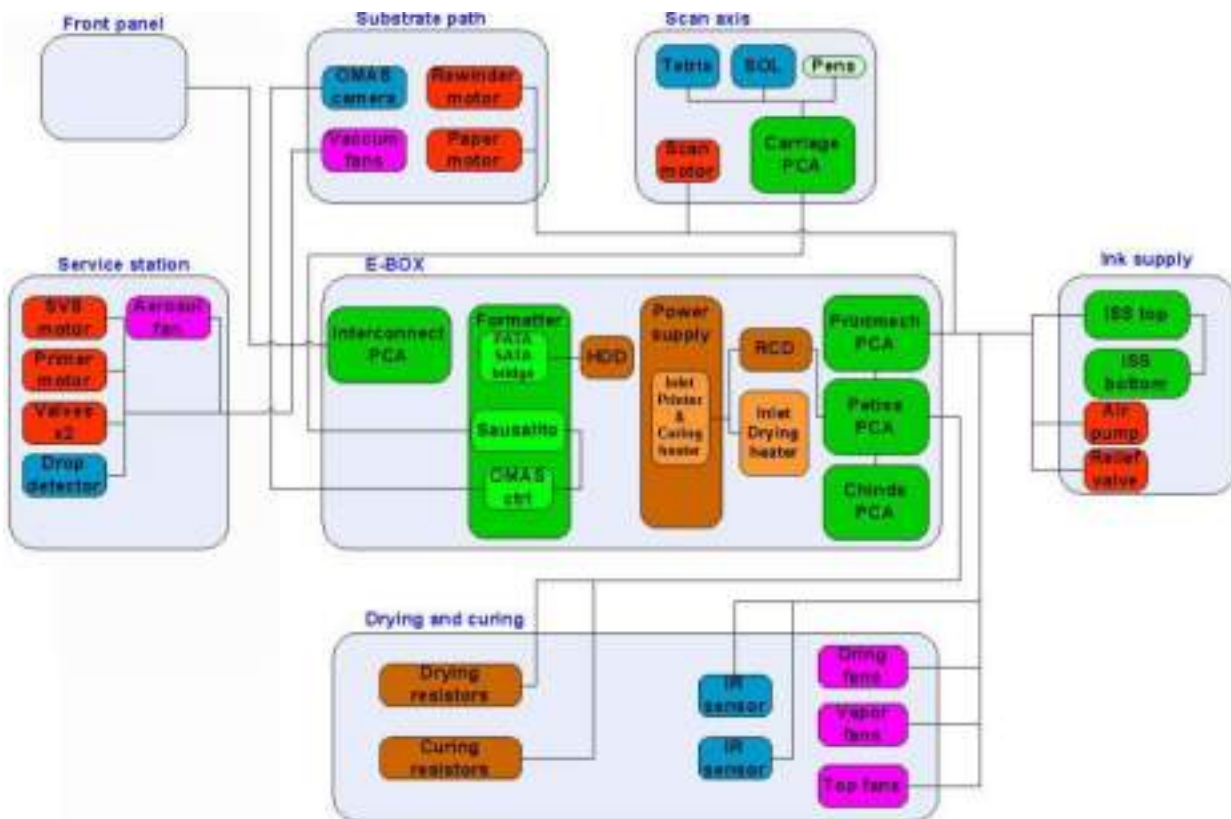 Front panel
Substrate path
Scan axis
OMAS
camera
Rewinder
motor
Vaccum
fans
Paper
motor
Tetris
SOL
Pens
Scan
motor
Carriage
PCA
Service station
SVS
motor
Aerosol
fan
Primer
motor
Valves
x2
Drop
detector
E-BOX
Interconnect
PCA
Formatter
PATA
SATA
bridge
Sausalito
OMAS
ctrl
HDD
Power
supply
Inlet
Printer
&
Curing
heater
RCD
Inlet
Drying
heater
Printmech
PCA
PCA
PCA
Ink supply
ISS top
ISS
bottom
Air
pump
Relief
valve
Drying and curing
Drying
resistors
Curing
resistors
IR
sensor
IR
sensor
fans
Vapor
fans
Top fans